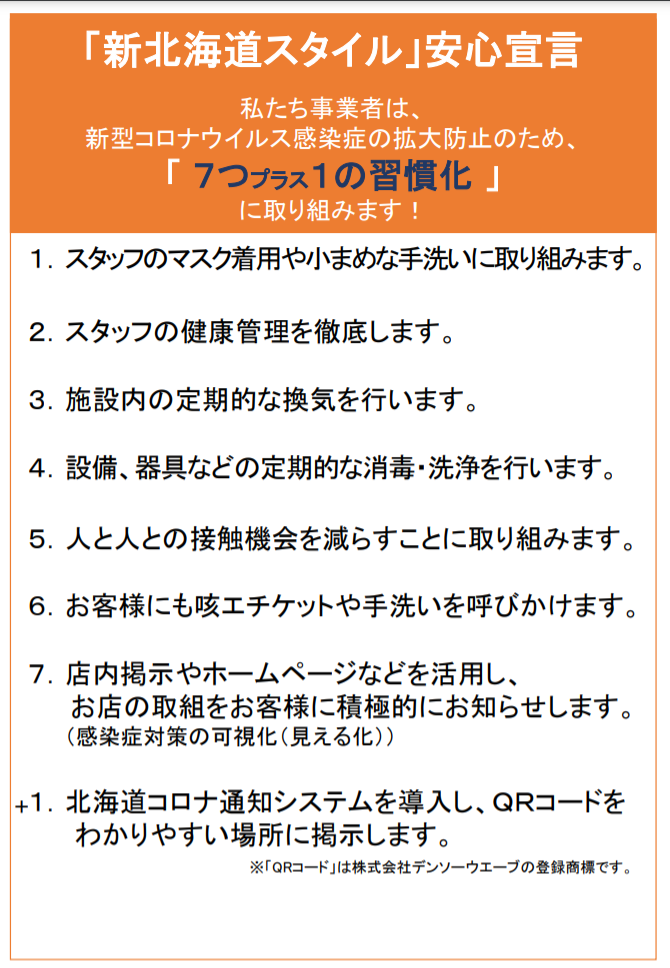 「新北海道スタイル」安心宣言
私たち事業者は、
新型コロナウイルス感染症の拡大防止のため、
「 ７つプラス１の習慣化 」
に取り組みます！
１．スタッフのマスク着用や小まめな手洗いに取り組みます。
２．スタッフの健康管理を徹底します。
３．施設内の定期的な換気を行います。
４．設備、器具などの定期的な消毒・洗浄を行います。
５．人と人との接触機会を減らすことに取り組みます。
６．お客様にも咳エチケットや手洗いを呼びかけます。
７．店内掲示やホームページなどを活用し、
お店の取組をお客様に積極的にお知らせします。
（感染症対策の可視化（見える化））
+１．北海道コロナ通知システムを導入し、ＱＲコードを
わかりやすい場所に掲示します。
※「QRコード」は株式会社デンソーウエーブの登録商標です。